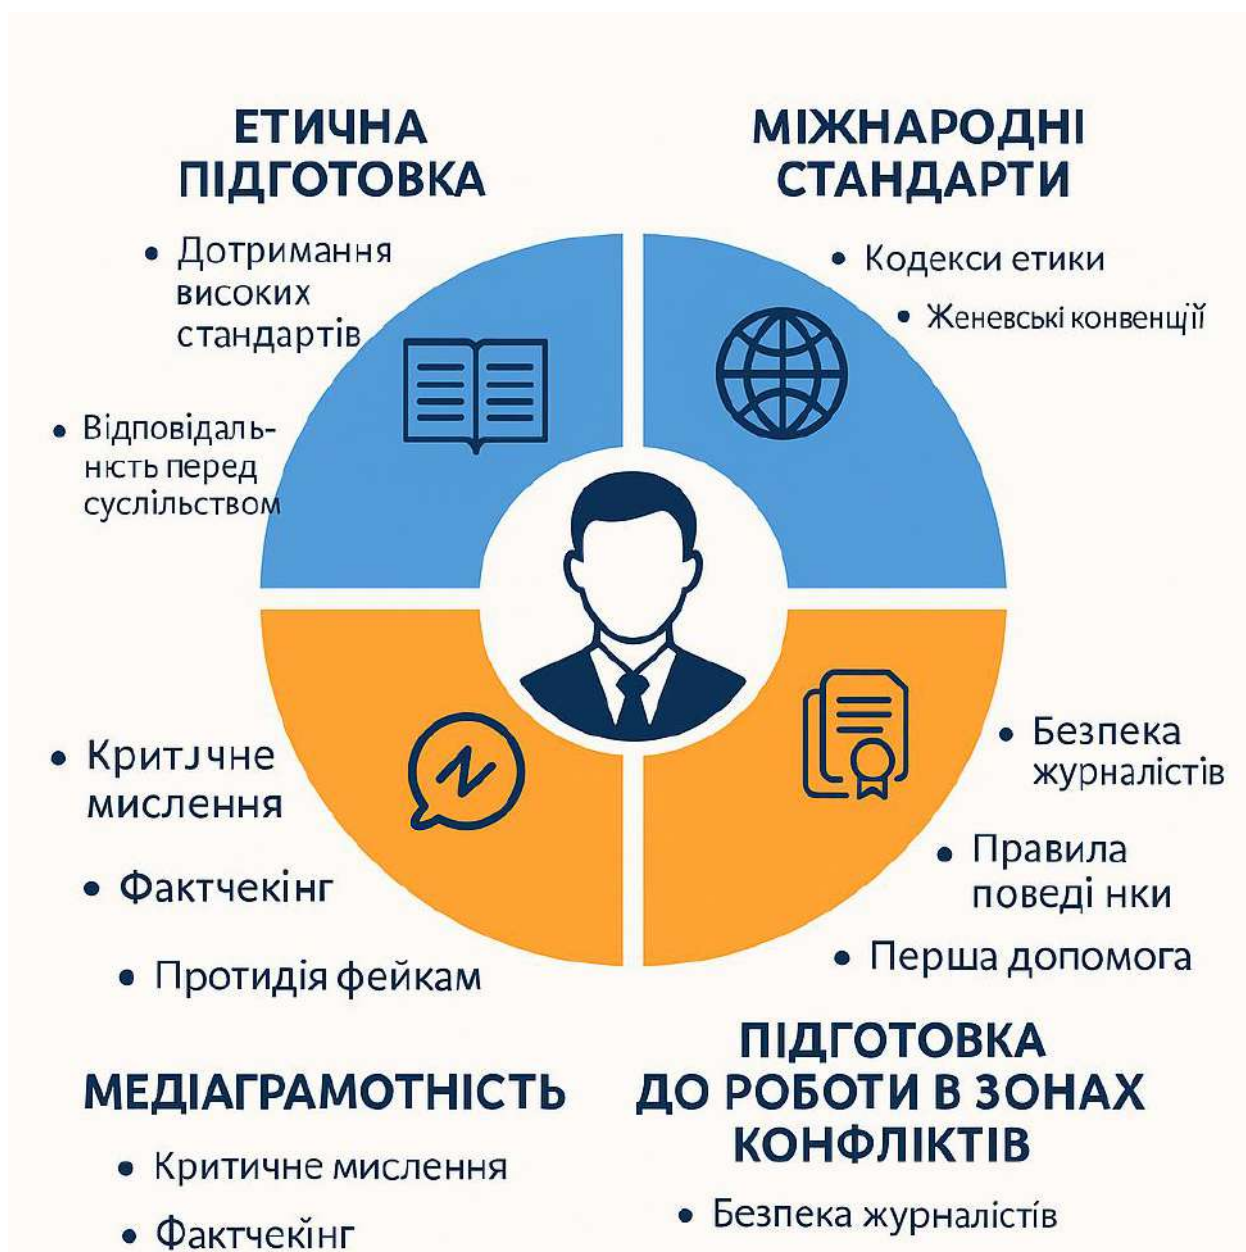 ЕТИЧНА
ПІДГОТОВКА
• Дотримання
високих
стандартів
• Відповідаль-
ність перед
суслільством
МІЖНАРОДНІ
СТАНДАРТИ
• Кодекси етики
• Женевські конвенції
• Критɹчне
мислення
• Фактчекінг
• Протидія фейкам
• Безпека
журналістів
• Правила
поведі нки
• Перша допомога
МЕДІАГРАМОТНІСТЬ
• Критичне мислення
• Фактчекінг
ПІДГОТОВКА
ДО РОБОТИ В ЗОНАХ
КОНФЛІКТІВ
• Безпека журналістів